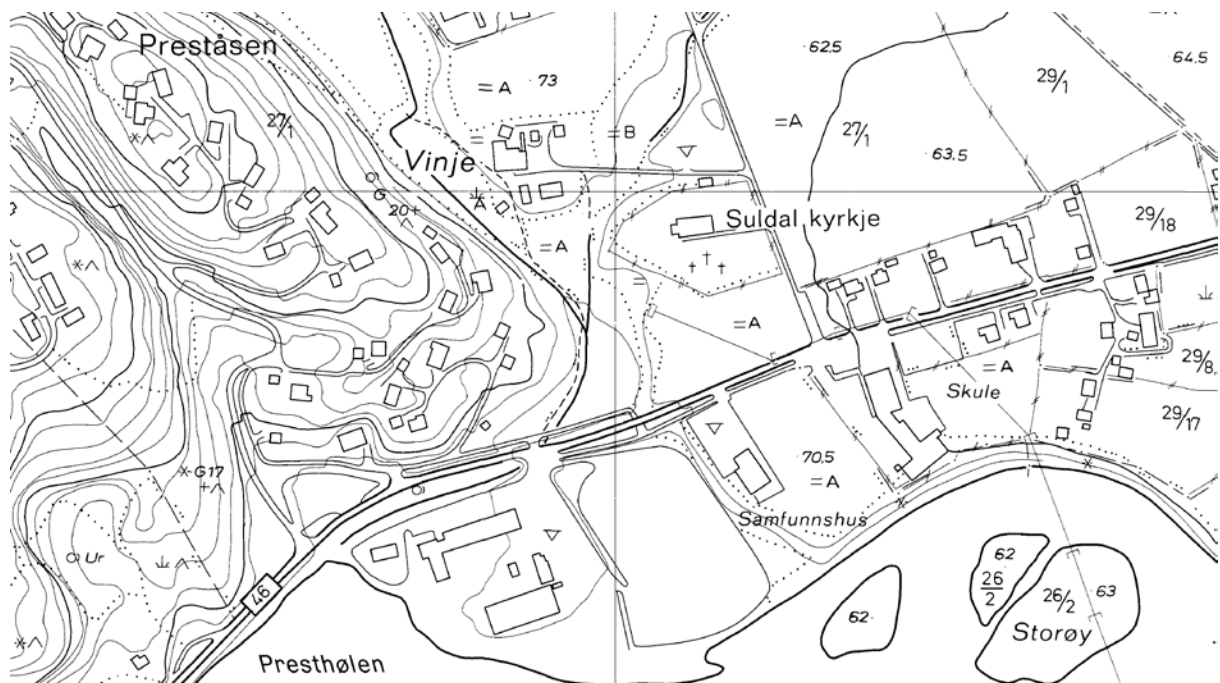 A
62,5
64,5
Preståsen
73
A
29/1
27/1
B
A
27/1
63.5
Vinje
G
20+
A
Suldal kyrkje
29/18
A
A
29/8
A
Skule
29/17
G17
70,5
A
Samfunnshus
Ur
62
26/2
26/2
63
46
62
Storøy
Presthølen